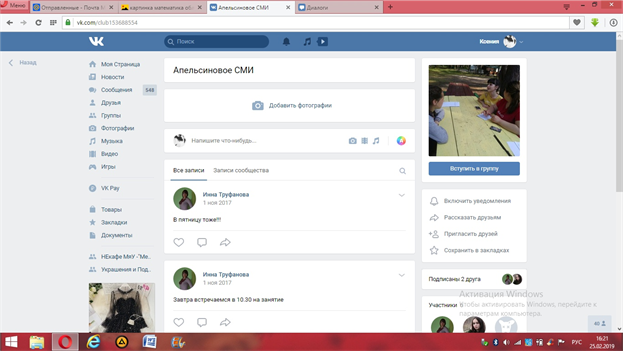 Меню
Отправленные - Почта М
картинка математика об
Апельсиновое СМИ
Диалоги
vk.com/club153688554
Поиск
Ксения
Назад
Моя Страница
Новости
Сообщения 548
Друзья
Группы
Фотографии
Музыка
Видео
Игры
VK Pay
Товары
Закладки
Документы
НЕкафе МиУ -"Ме...
Украшения и Под...
Апельсиновое СМИ
Добавить фотографии
Напишите что-нибудь...
Все записи Записи сообщества
Инна Труфанова
1 ноя 2017
В пятницу тоже!!!
Инна Труфанова
1 ноя 2017
Завтра встречаемся в 10.30 на занятие
Вступить в группу
Включить уведомления
Рассказать друзьям
Пригласить друзей
Сохранить в закладках
Подписаны 2 друга
Участники
Активация Windows
Чтобы активировать Windows, перейдите к
параметрам компьютера.
РУС
16:21
25.02.2019